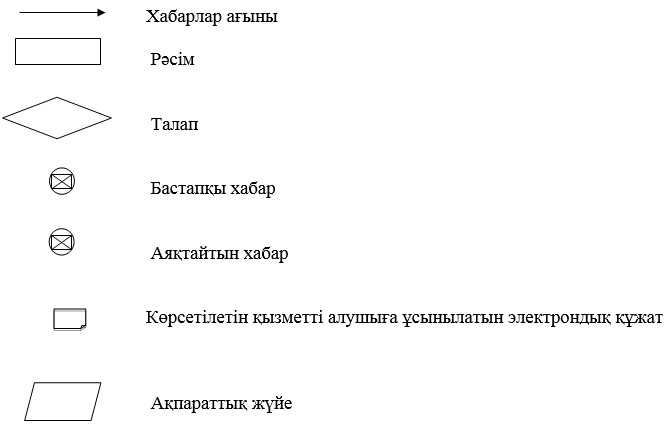 Хабарлар ағыны
Рәсім
Талап
Бастапқы хабар
Аяқтайтын хабар
Көрсетілетін қызметті алушыға ұсынылатын электрондық құжат
Ақпараттық жүйе